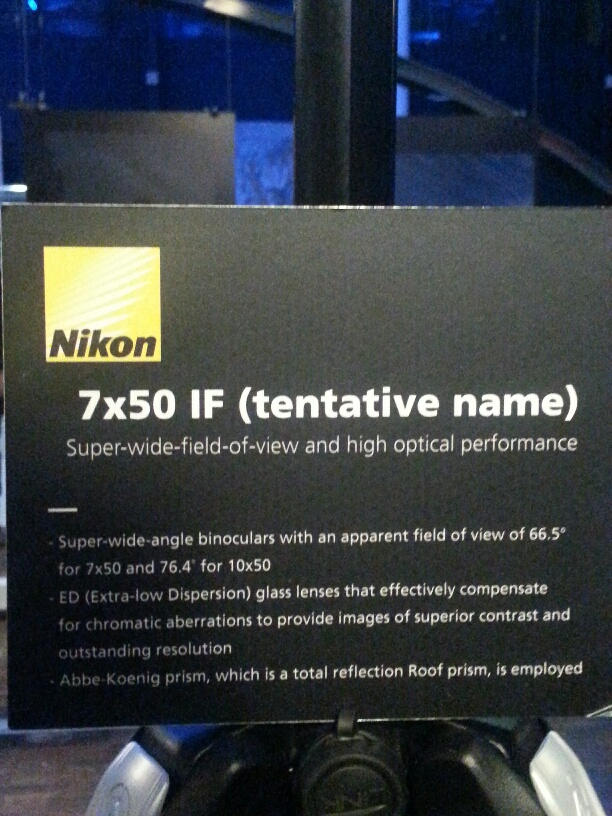 Nikon
7x50 IF (tentative name)
Super-wide-field-of-view and high optical performance
- Super-wide-angle binoculars with an apparent field of view of 66.5°
for 7x50 and 76.4° for 10x50
- ED (Extra-low Dispersion) glass lenses that effectively compensate
for chromatic aberrations to provide images of superior contrast and
outstanding resolution
- Abbe-Koenig prism, which is a total reflection Roof prism, is employed